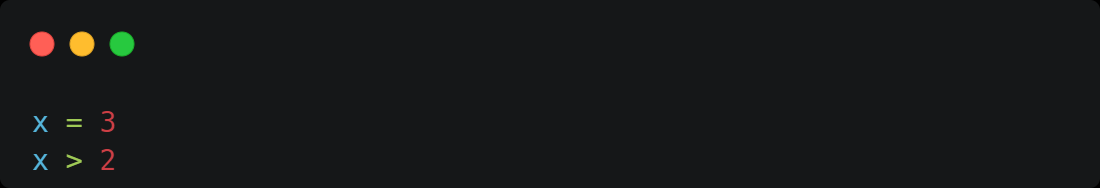 x = 3
x > 2